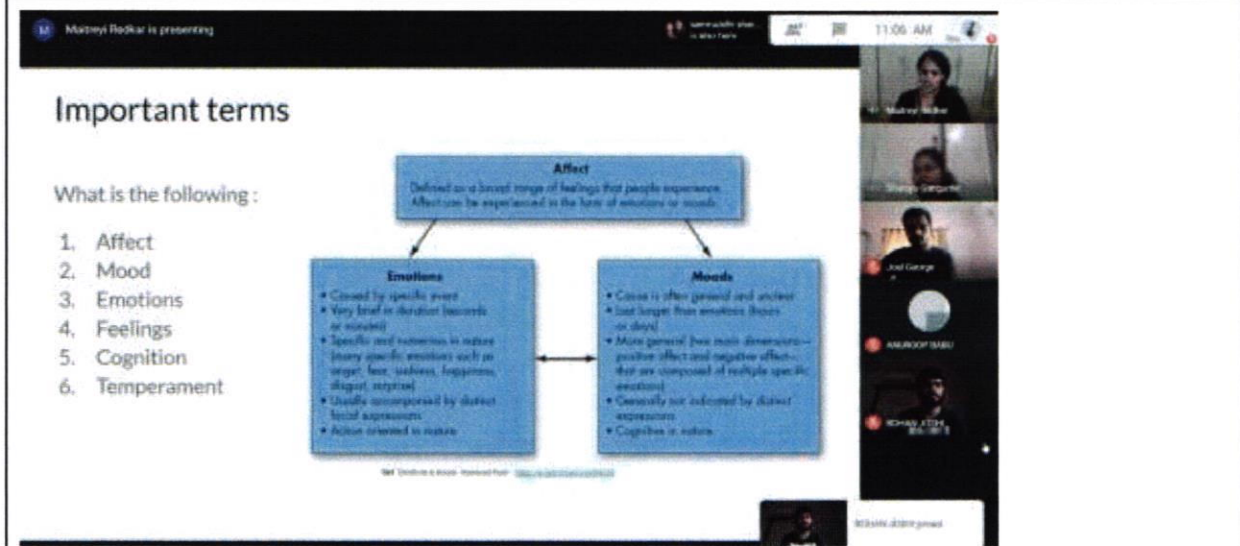 M Maitreyi Redkar is presenting
11:06 AM
Important terms
What is the following :
1. Affect
2. Mood
3. Emotions
4. Feelings
5. Cognition
6. Temperament
Affect
Defined as a broad range of feelings that people experience.
Affect can be experienced in the form of emotions or moods.
Emotions
• Caused by specific event
• Very brief in duration (seconds
or minutes)
• Specific and numerous in nature
(many specific emotions such as
anger, fear, sadness, happiness,
disgust, surprise)
• Usually accompanied by distinct
facial expressions
• Action oriented in nature
Moods
• Cause is often general and unclear
• Last longer than emotions (hours
or days)
• More general (two main dimensions—
positive affect and negative affect—
that are composed of multiple specific
emotions)
• Generally not indicated by distinct
expressions
• Cognitive in nature
Maitreyi Redkar
Joel George
ANUROOP BABU
ROHAN
joined